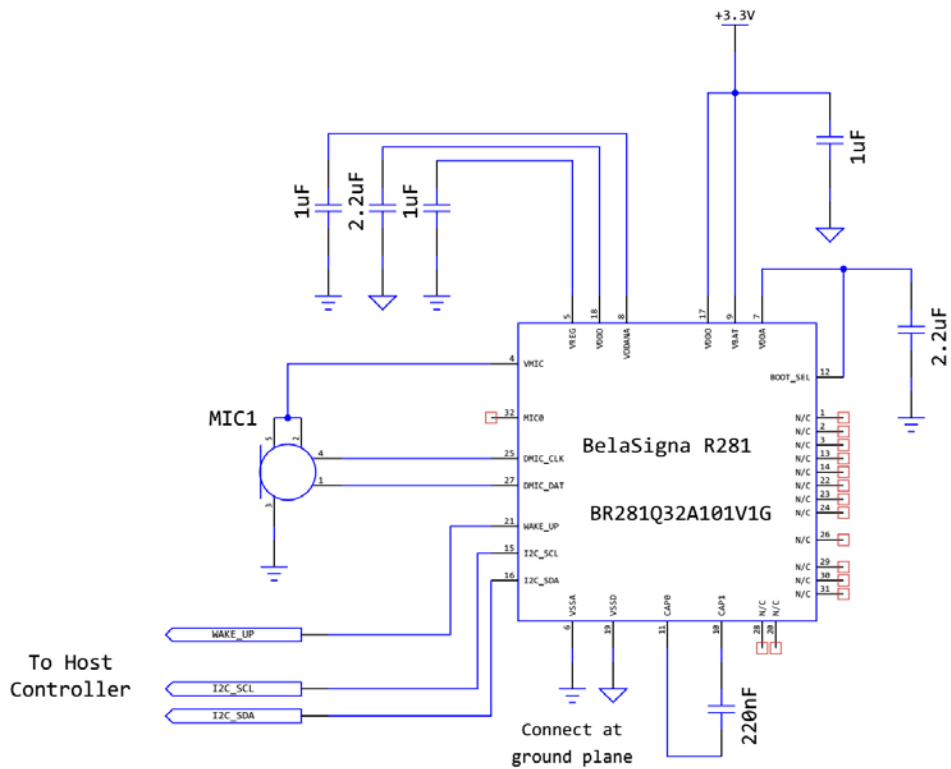 +3.3V
1uF
1uF
2.2uF
1uF
2.2uF
5
18
8
17
9
7
VREG
VDDD
VDDANA
VDDO
VBAT
VDDA
4
VMIC
12
BOOT_SEL
MIC1
32
MIC0
5
2
4
1
3
25
DMIC_CLK
27
DMIC_DAT
21
WAKE_UP
15
I2C_SCL
16
I2C_SDA
BelaSigna R281
BR281Q32A101V1G
N/C 1
N/C 2
N/C 3
N/C 13
N/C 14
N/C 22
N/C 23
N/C 24
N/C 26
N/C 29
N/C 30
N/C 31
VSSA
VSSD
CAP0
CAP1
N/C
N/C
6
19
11
10
28
20
To Host
Controller
WAKE_UP
I2C_SCL
I2C_SDA
220nF
Connect at
ground plane